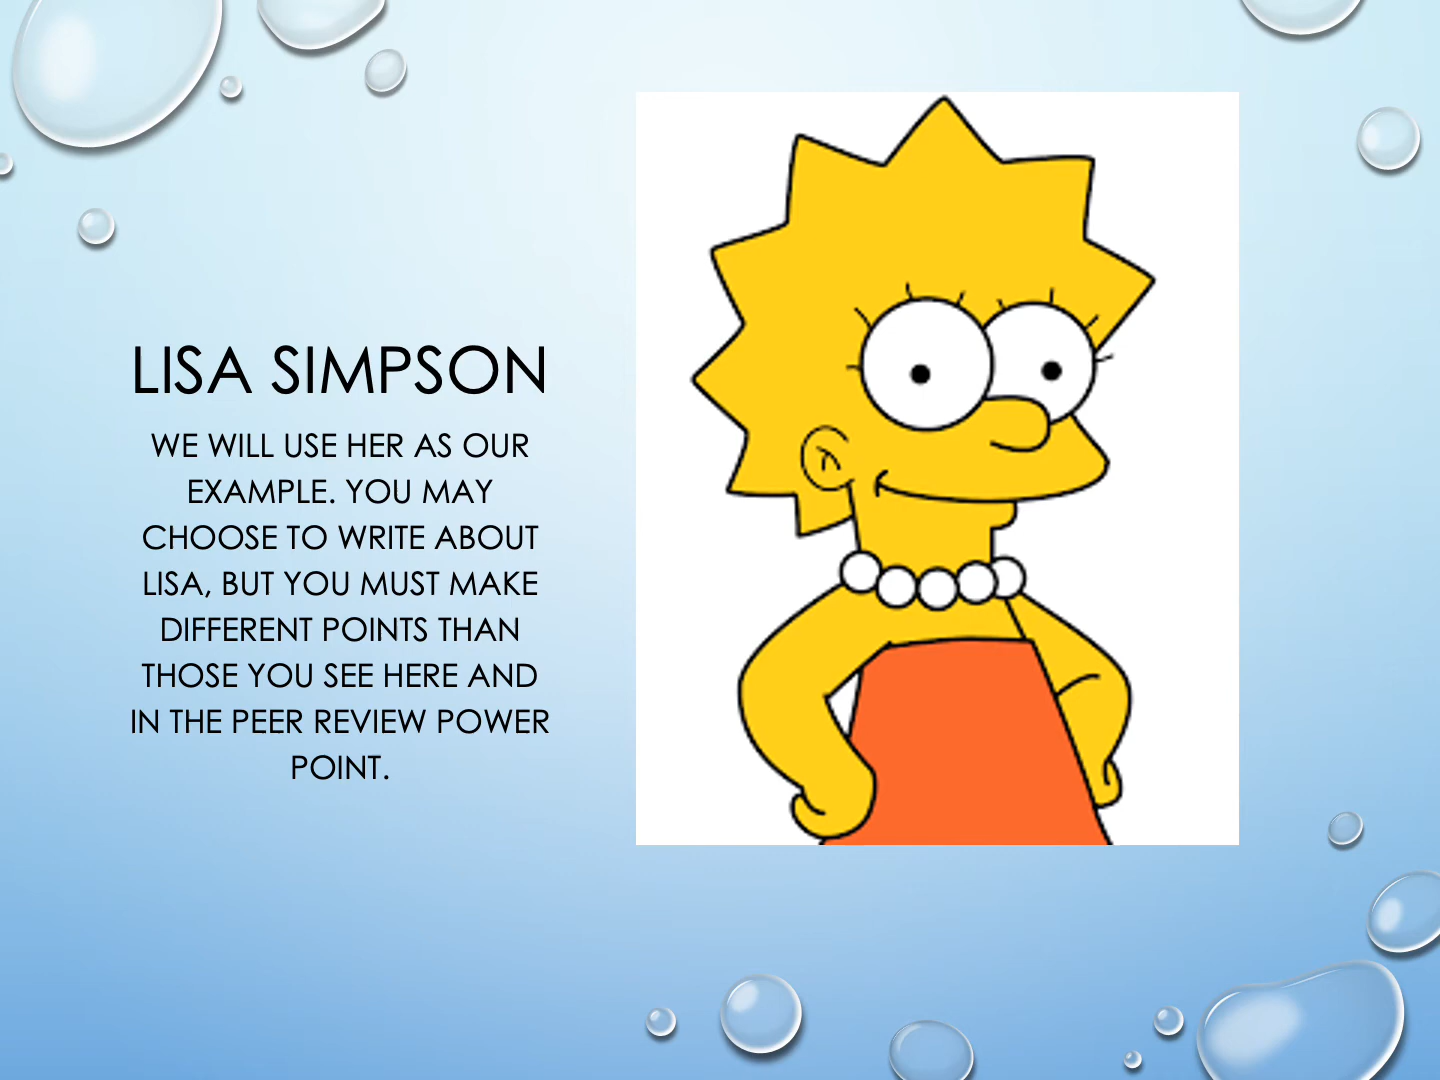 LISA SIMPSON
WE WILL USE HER AS OUR
EXAMPLE. YOU MAY
CHOOSE TO WRITE ABOUT
LISA, BUT YOU MUST MAKE
DIFFERENT POINTS THAN
THOSE YOU SEE HERE AND
IN THE PEER REVIEW POWER
POINT.